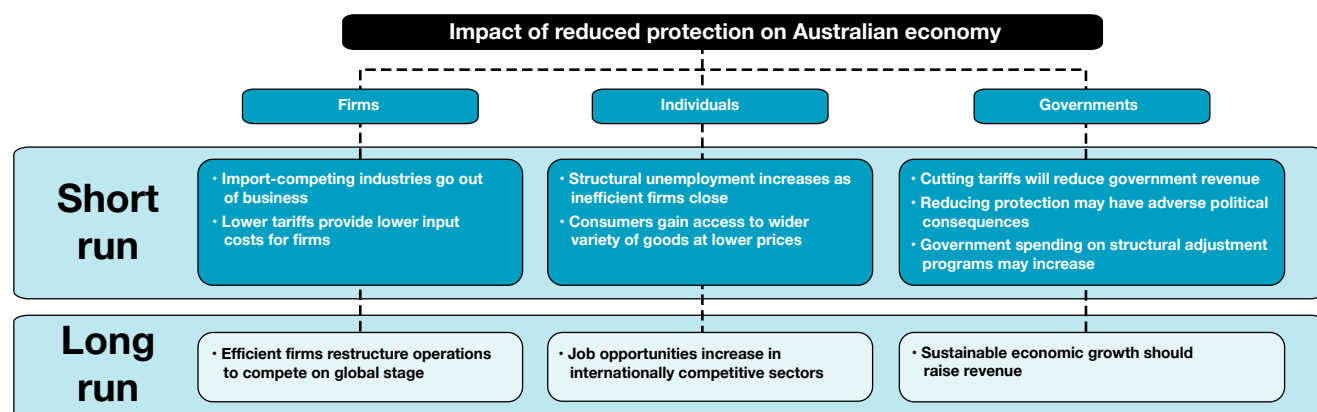 Impact of reduced protection on Australian economy
Firms
Individuals
Governments
Short
run
· Import-competing industries go out
of business
· Lower tariffs provide lower input
costs for firms
· Structural unemployment increases as
inefficient firms close
· Consumers gain access to wider
variety of goods at lower prices
· Cutting tariffs will reduce government revenue
· Reducing protection may have adverse political
consequences
· Government spending on structural adjustment
programs may increase
Long
run
· Efficient firms restructure operations
to compete on global stage
· Job opportunities increase in
internationally competitive sectors
· Sustainable economic growth should
raise revenue